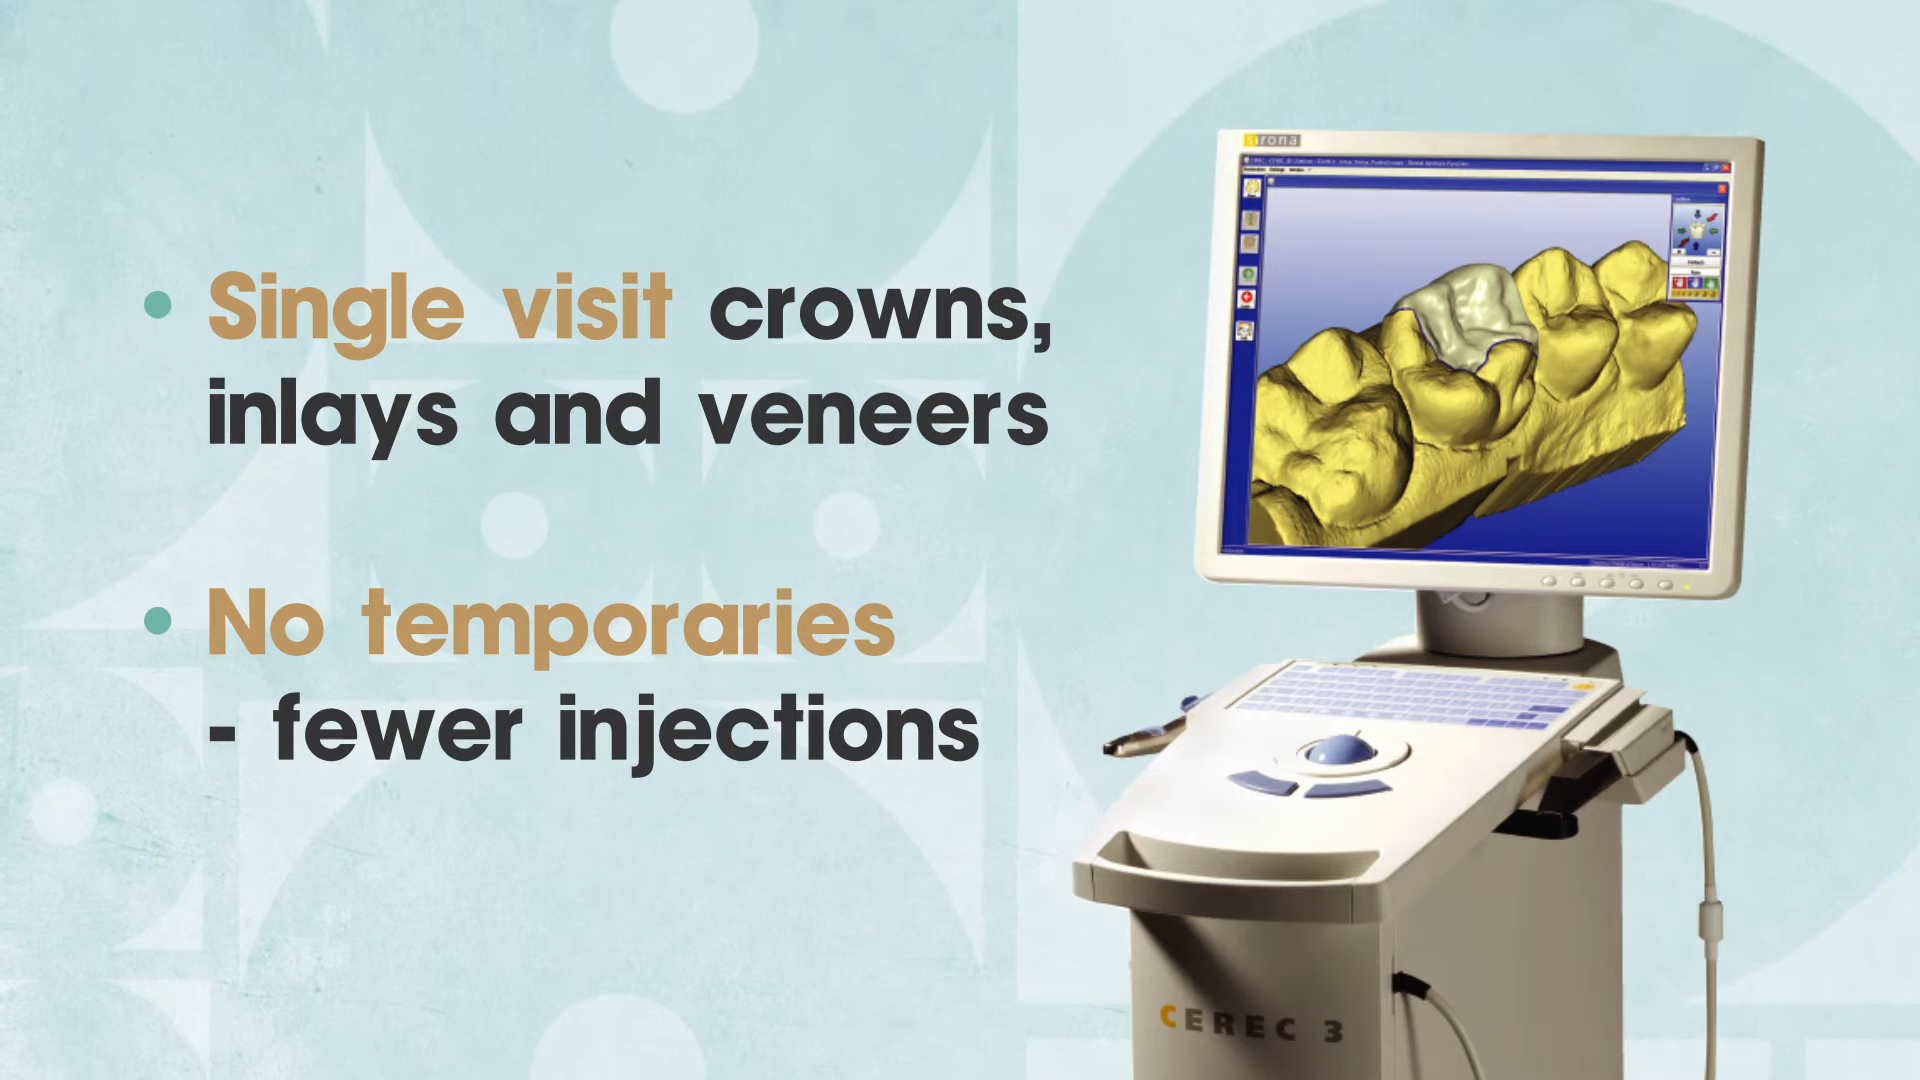 • Single visit crowns,
inlays and veneers
• No temporaries
- fewer injections
sirona
CEREC 3